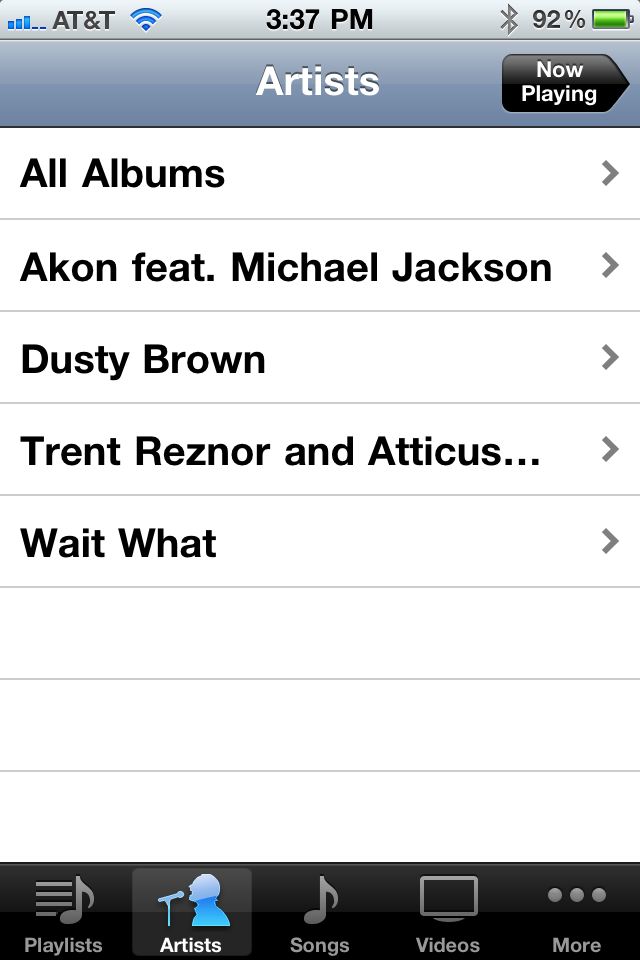 AT&T 3:37 PM 92%
Artists
Now
Playing
All Albums
Akon feat. Michael Jackson
Dusty Brown
Trent Reznor and Atticus...
Wait What
Playlists Artists Songs Videos More